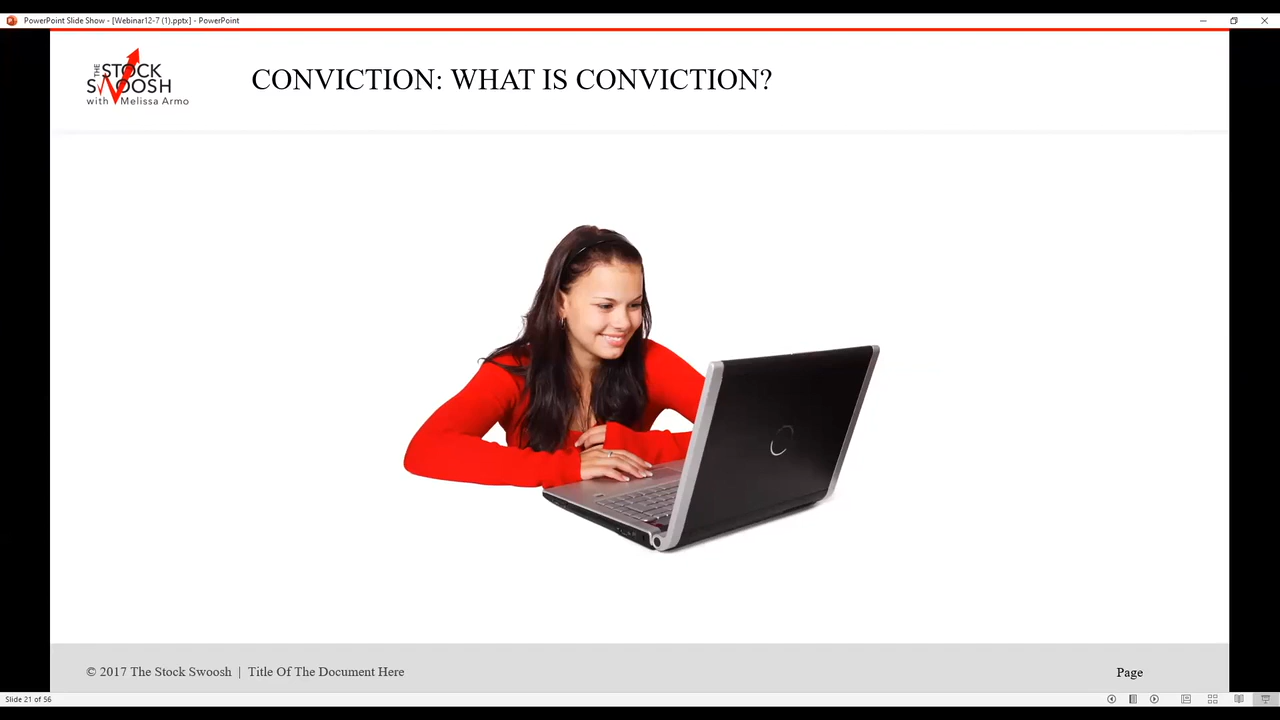 PowerPoint Slide Show - [Webinar12-7 (1).pptx] - PowerPoint
THE
STOCK
SWOOSH
with Melissa Armo
CONVICTION: WHAT IS CONVICTION?
© 2017 The Stock Swoosh | Title Of The Document Here
Page
Slide 21 of 56